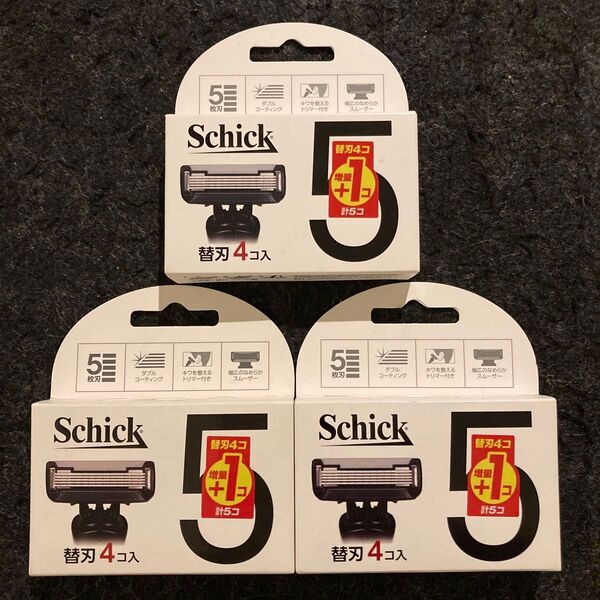 5枚刃
ダブル
コーティング
キワを整える
トリマー付き
幅広のなめらか
スムーザー
Schick
5
替刃4コ
増量
+1コ
計5コ
替刃4コ入
5枚刃
ダブル
コーティング
キワを整える
トリマー付き
幅広のなめらか
スムーザー
Schick
5
替刃4コ
増量
+1コ
計5コ
替刃4コ入
5枚刃
ダブル
コーティング
キワを整える
トリマー付き
幅広のなめらか
スムーザー
Schick
5
替刃4コ
増量
+1コ
計5コ
替刃4コ入